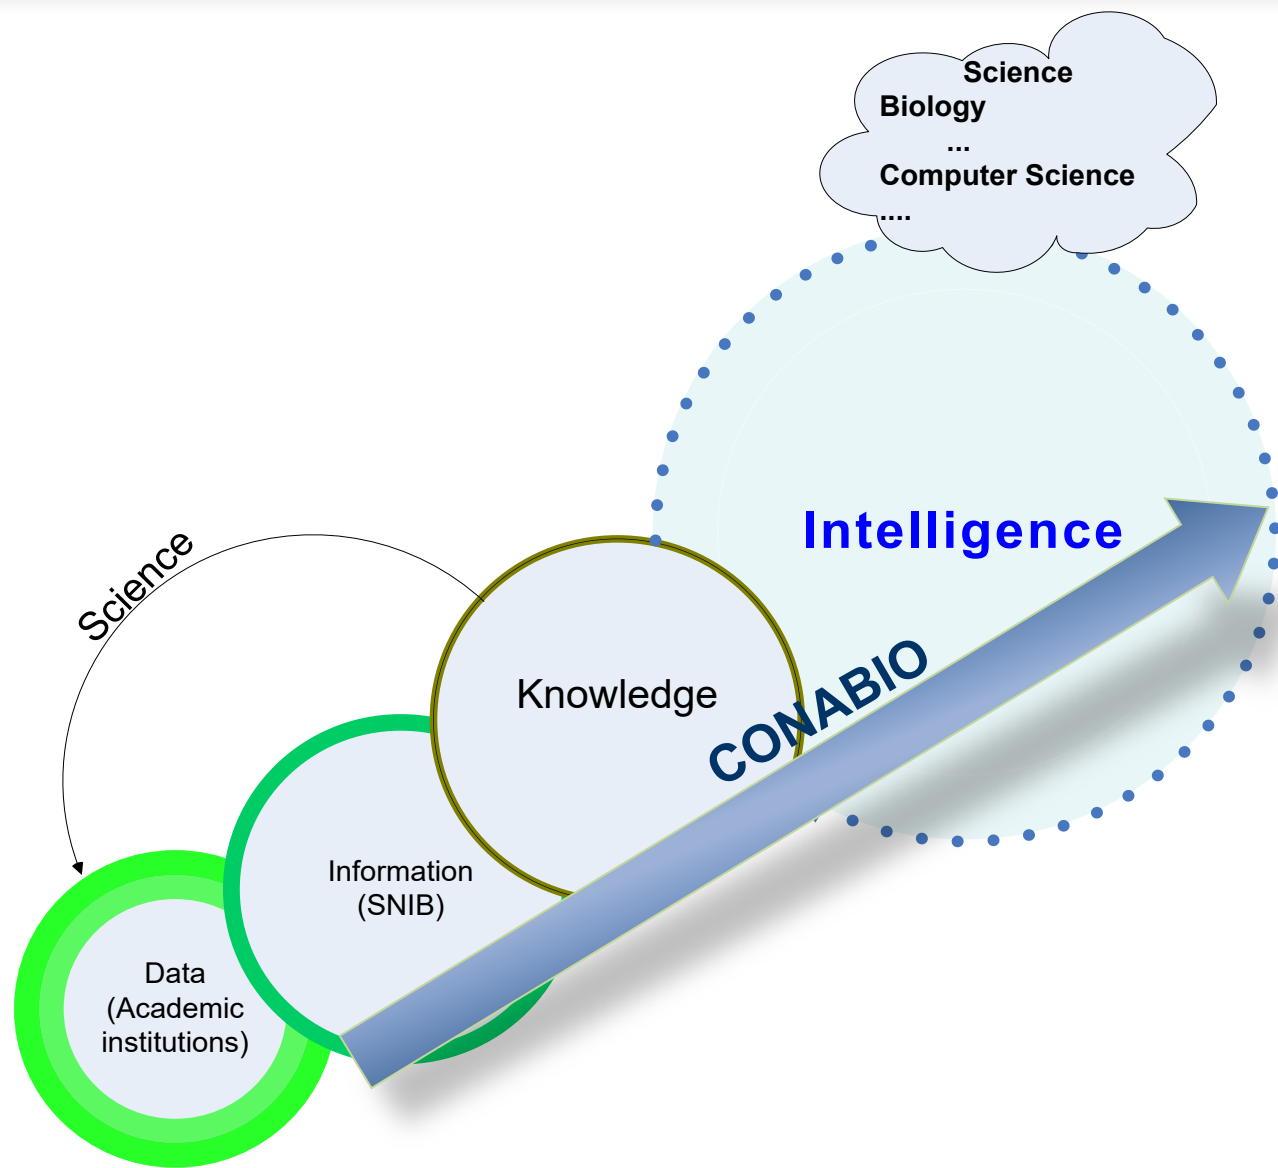 Science
Biology
...
Computer Science
....
Intelligence
Science
CONABIO
Knowledge
Information
(SNIB)
Data
(Academic
institutions)